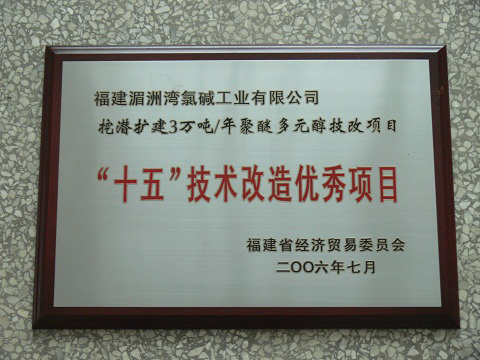 福建湄洲湾氯碱工业有限公司
挖潜扩建3万吨/年聚醚多元醇技改项目
“十五”技术改造优秀项目
福建省经济贸易委员会
二OO六年七月